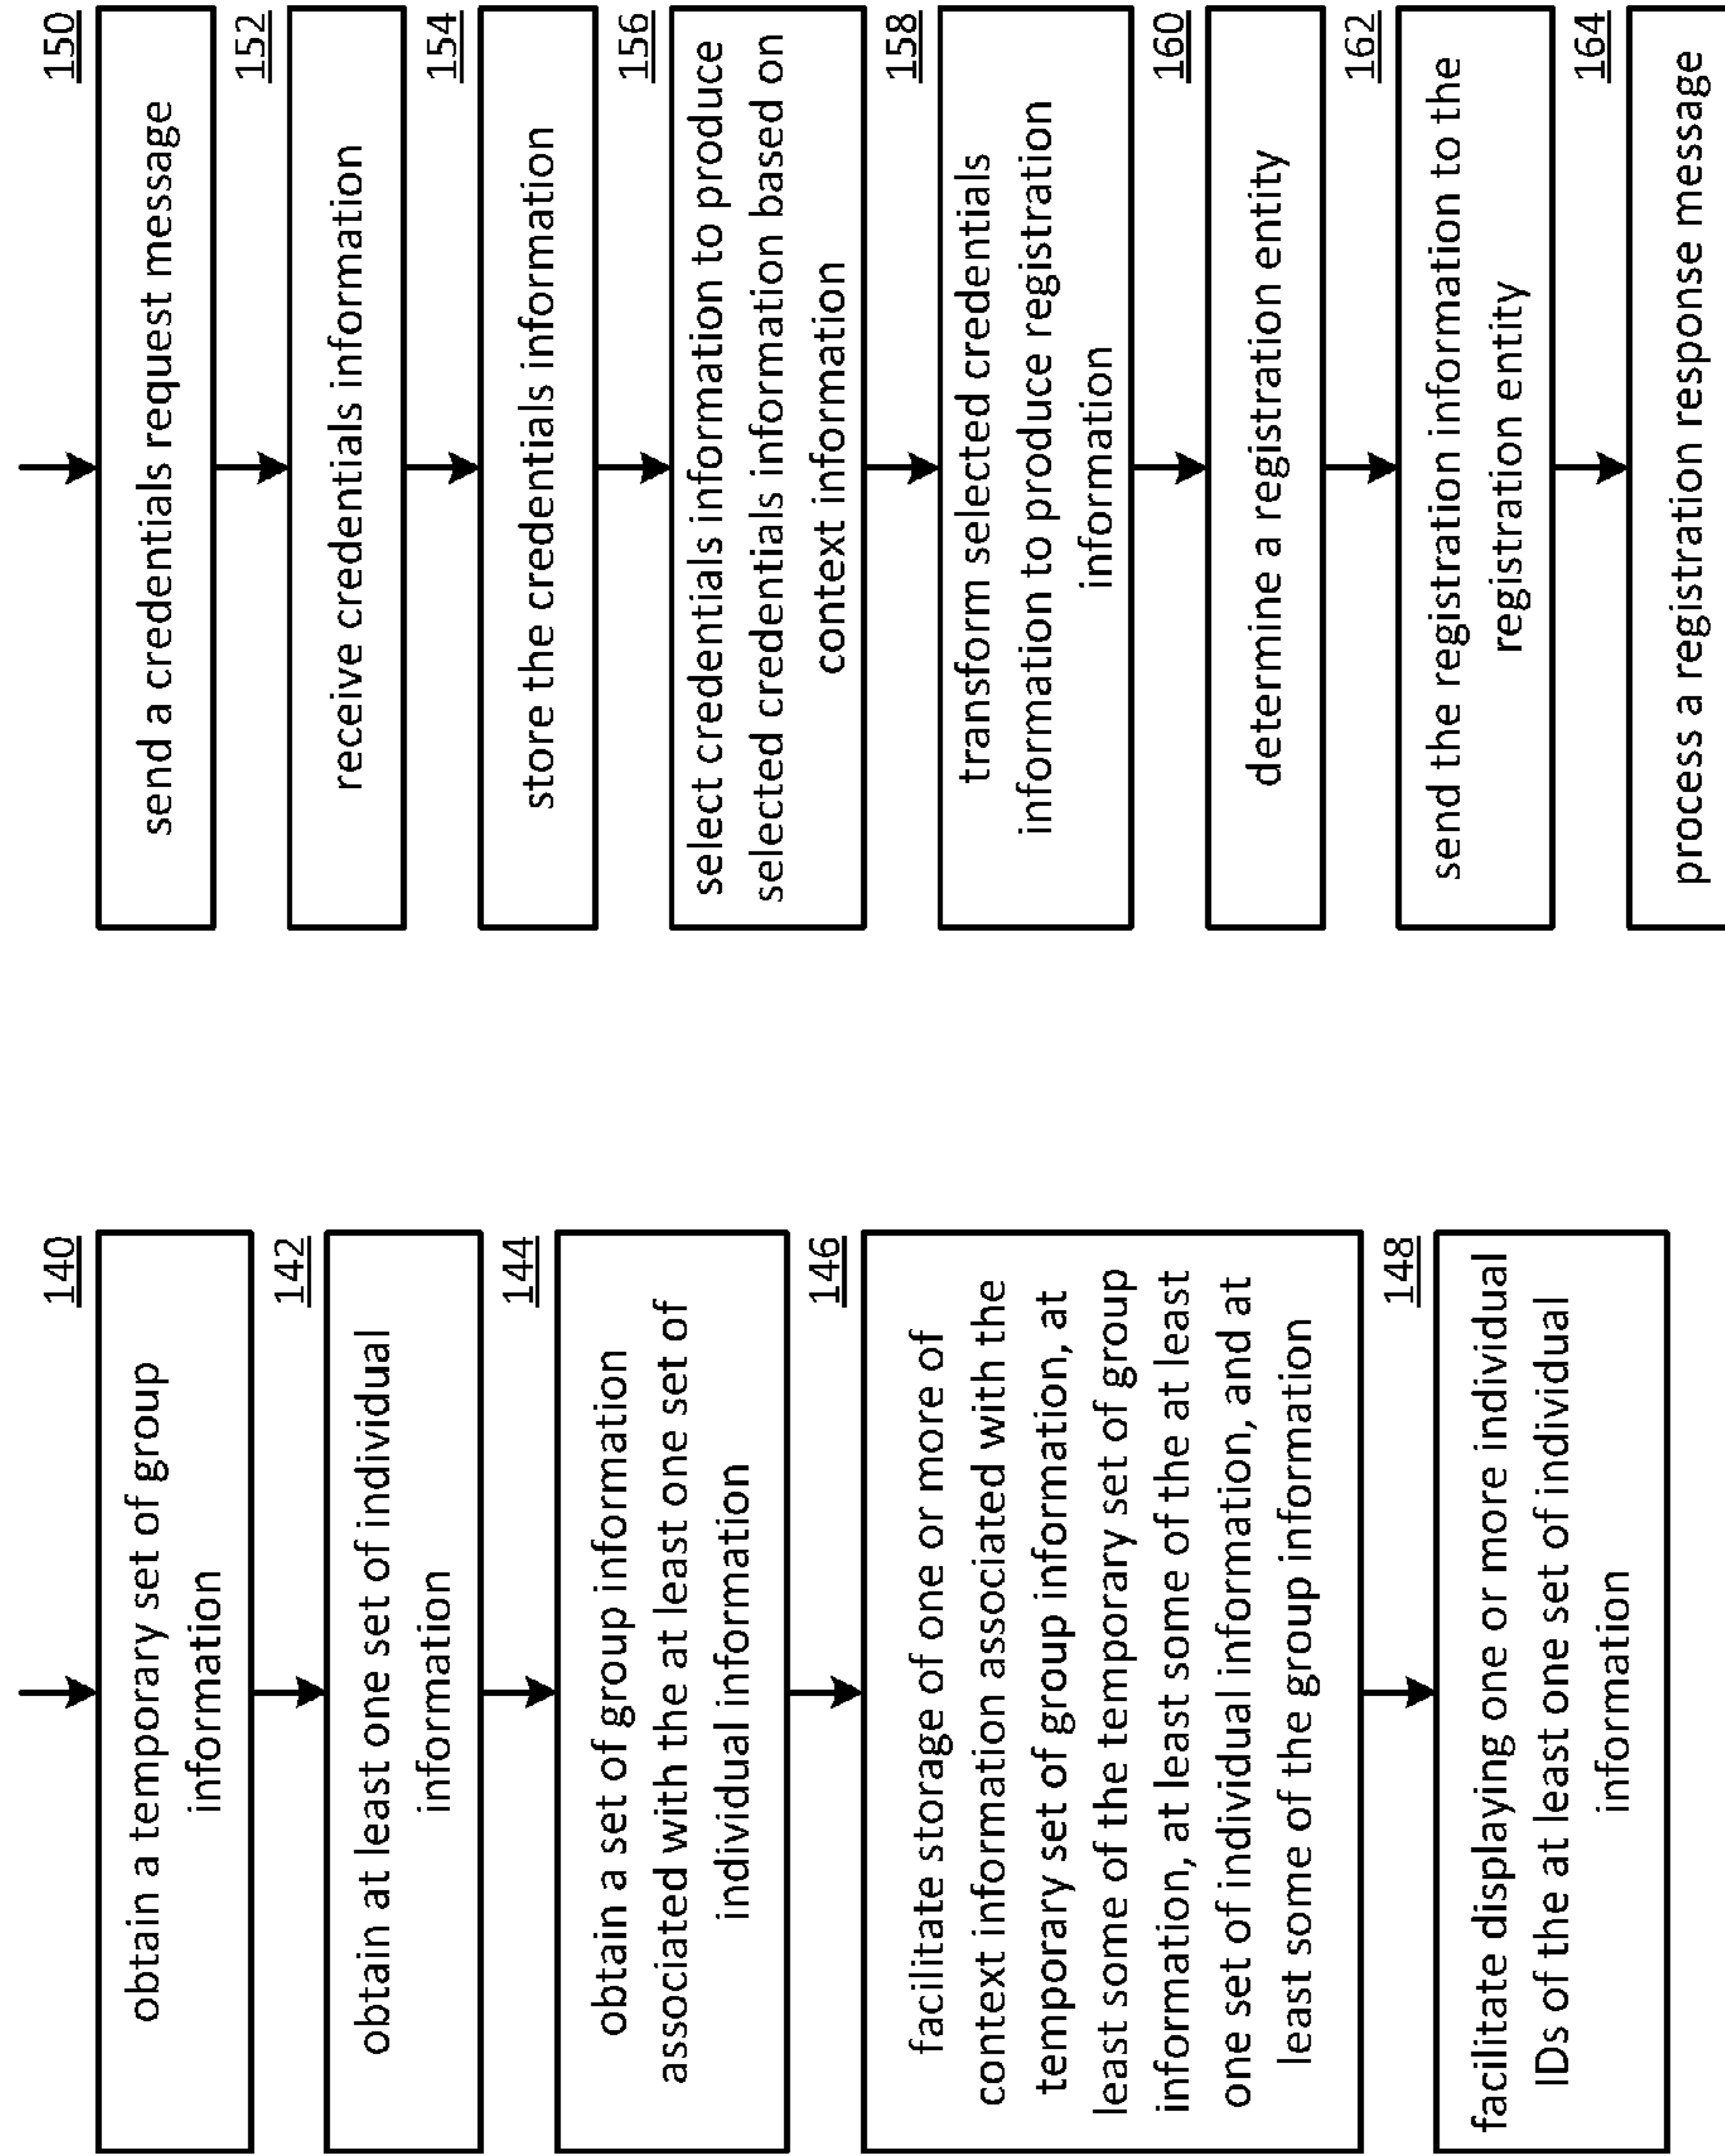 140
obtain a temporary set of group
information
142
obtain at least one set of individual
information
144
obtain a set of group information
associated with the at least one set of
individual information
146
facilitate storage of one or more of
context information associated with the
temporary set of group information, at
least some of the temporary set of group
information, at least some of the at least
one set of individual information, and at
least some of the group information
148
facilitate displaying one or more individual
IDs of the at least one set of individual
information
150
send a credentials request message
152
receive credentials information
154
store the credentials information
156
select credentials information to produce
selected credentials information based on
context information
158
transform selected credentials
information to produce registration
information
160
determine a registration entity
162
send the registration information to the
registration entity
164
process a registration response message